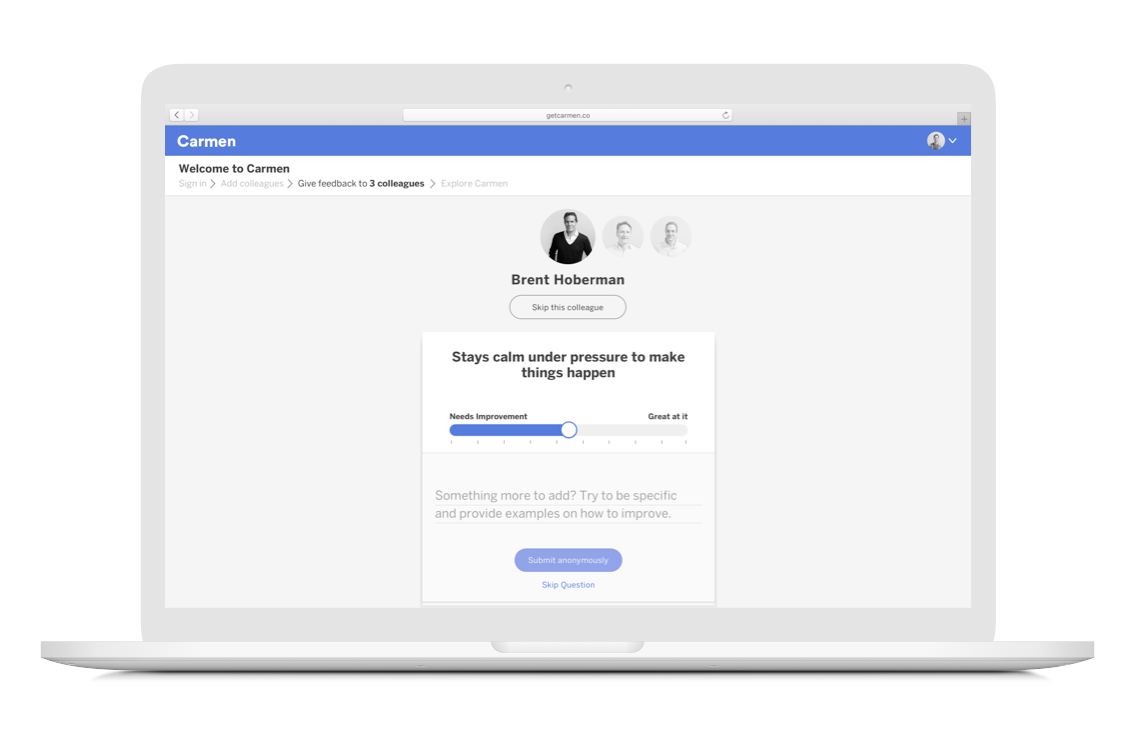 getcarmen.co
Carmen
Welcome to Carmen
Sign in > Add colleagues > Give feedback to 3 colleagues > Explore Carmen
Brent Hoberman
Skip this colleague
Stays calm under pressure to make
things happen
Needs Improvement Great at it
Something more to add? Try to be specific
and provide examples on how to improve.
Submit anonymously
Skip Question